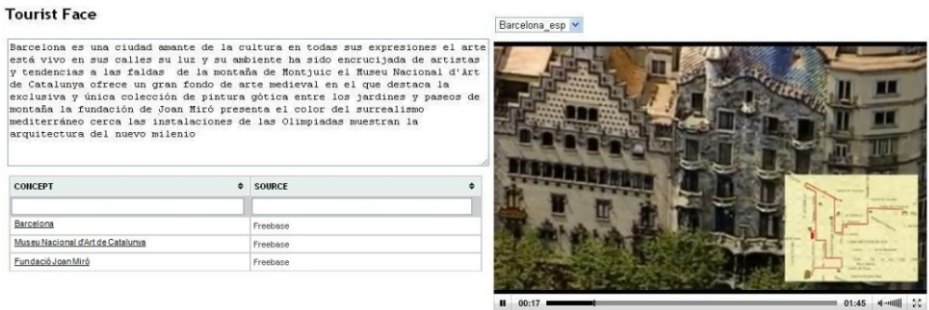 Tourist Face
Barcelona_esp
Barcelona es una ciudad amante de la cultura en todas sus expresiones el arte
está vivo en sus calles su luz y su ambiente ha sido encrucijada de artistas
y tendencias a las faldas de la montaña de Montjuic el Museu Nacional d'Art
de Catalunya ofrece un gran fondo de arte medieval en el que destaca la
exclusiva y única colección de pintura gótica entre los jardines y paseos de
montaña la fundación de Joan Miró presenta el color del surrealismo
mediterráneo cerca las instalaciones de las Olimpiadas muestran la
arquitectura del nuevo milenio
CONCEPT SOURCE
Barcelona Freebase
Museu Nacional d'Art de Catalunya Freebase
Fundació Joan Miró Freebase
00:17 01:45